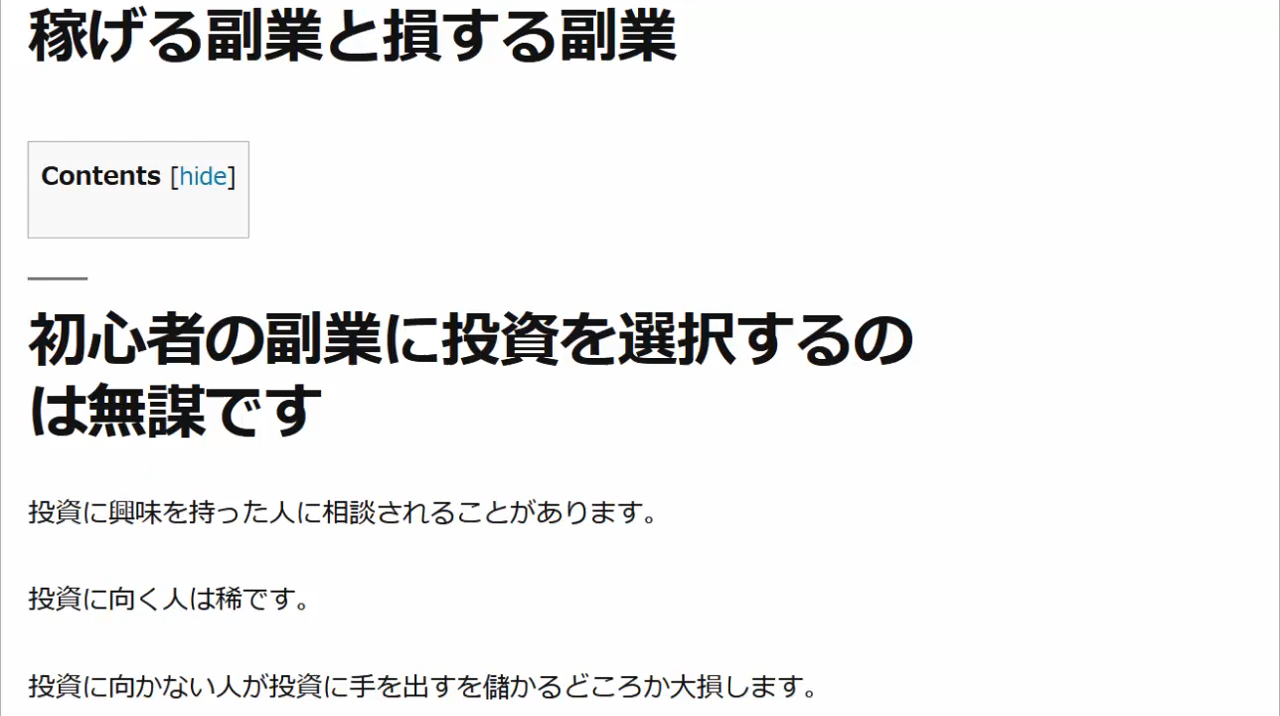 稼げる副業と損する副業
Contents [hide]
初心者の副業に投資を選択するの
は無謀です
投資に興味を持った人に相談されることがあります。
投資に向く人は稀です。
投資に向かない人が投資に手を出すを儲かるどころか大損します。